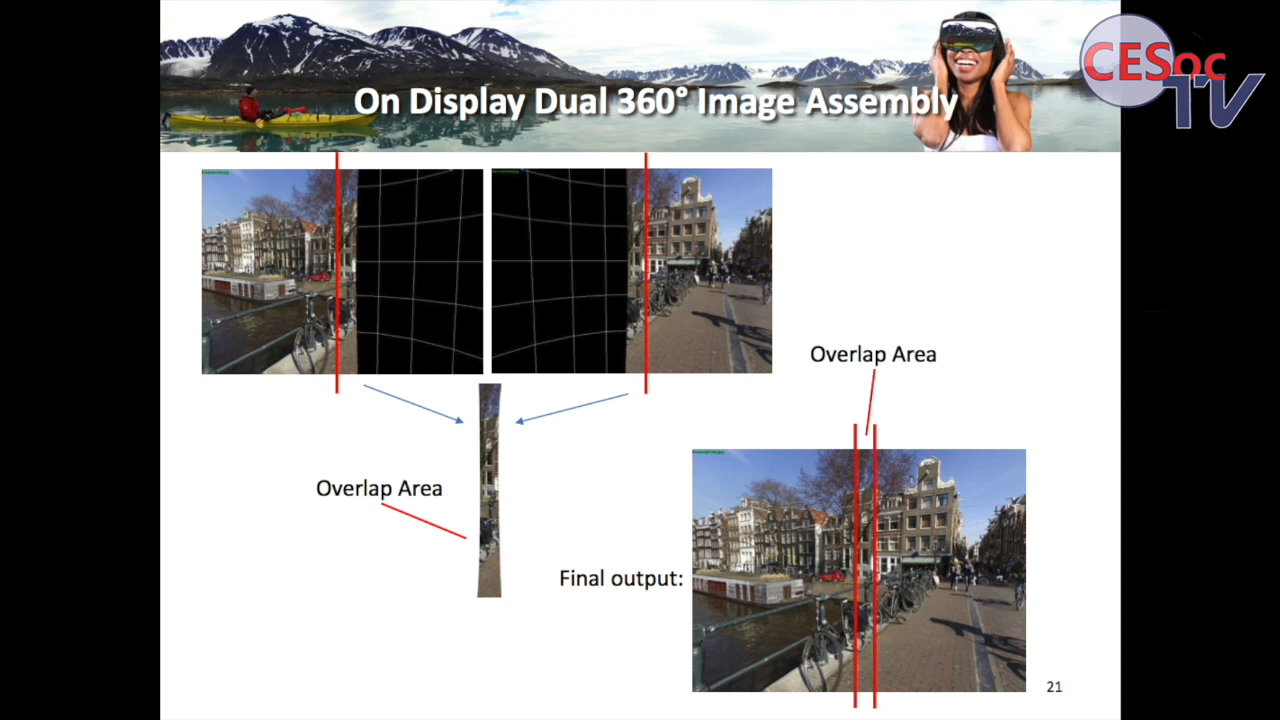 On Display Dual 360° Image Assembly
CESoc
TV
Overlap Area
Overlap Area
Final output:
21